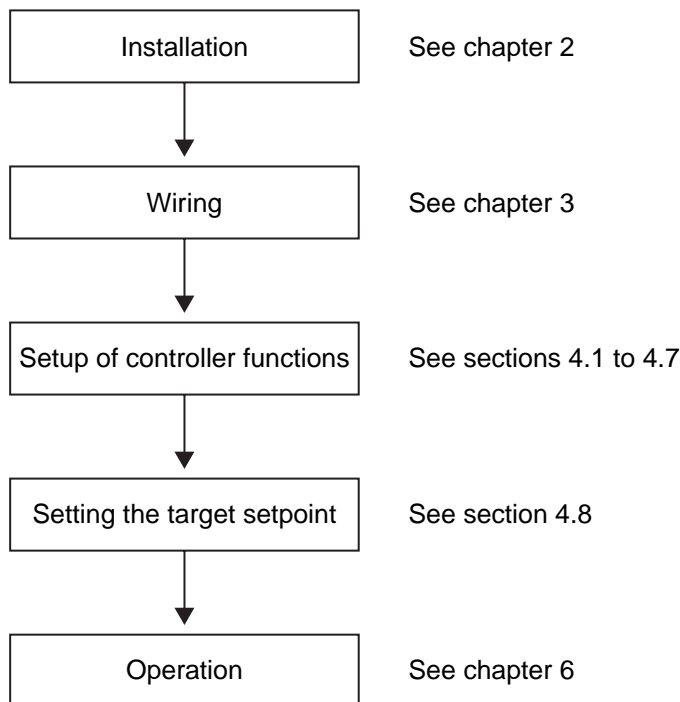 Installation See chapter 2
Wiring See chapter 3
Setup of controller functions See sections 4.1 to 4.7
Setting the target setpoint See section 4.8
Operation See chapter 6